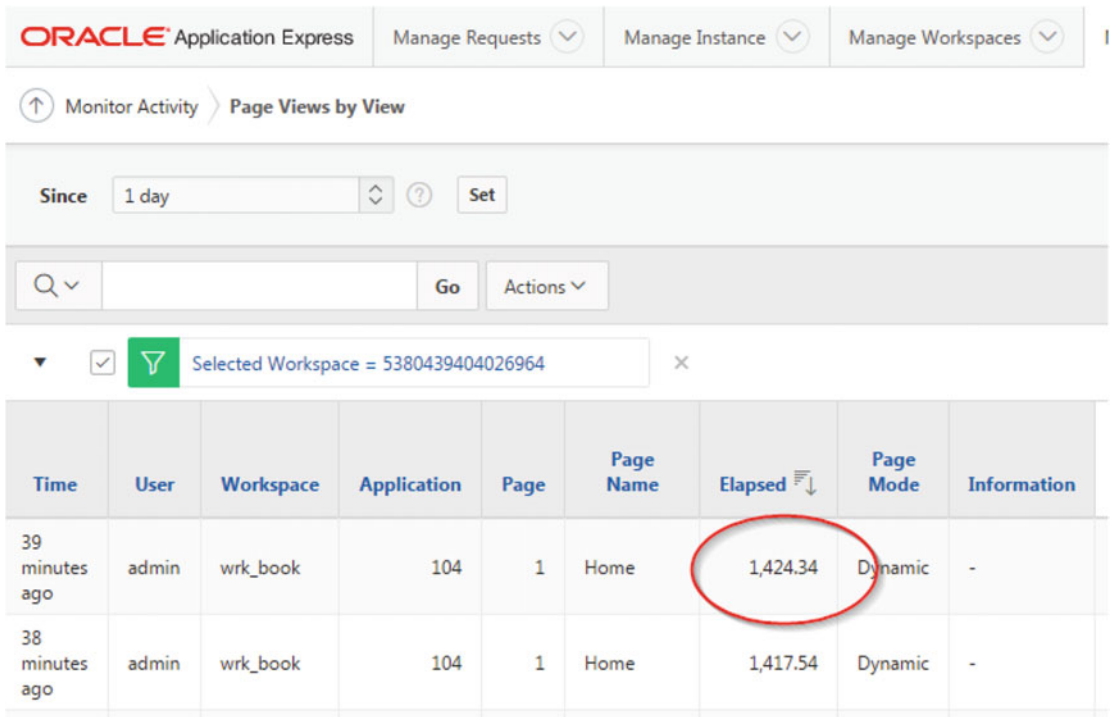 ORACLE Application Express Manage Requests Manage Instance Manage Workspaces
Monitor Activity Page Views by View
Since 1 day ? Set
Go Actions
Selected Workspace = 5380439404026964
Time User Workspace Application Page Page Name Elapsed Page Mode Information
39 minutes ago admin wrk_book 104 1 Home 1,424.34 Dynamic -
38 minutes ago admin wrk_book 104 1 Home 1,417.54 Dynamic -